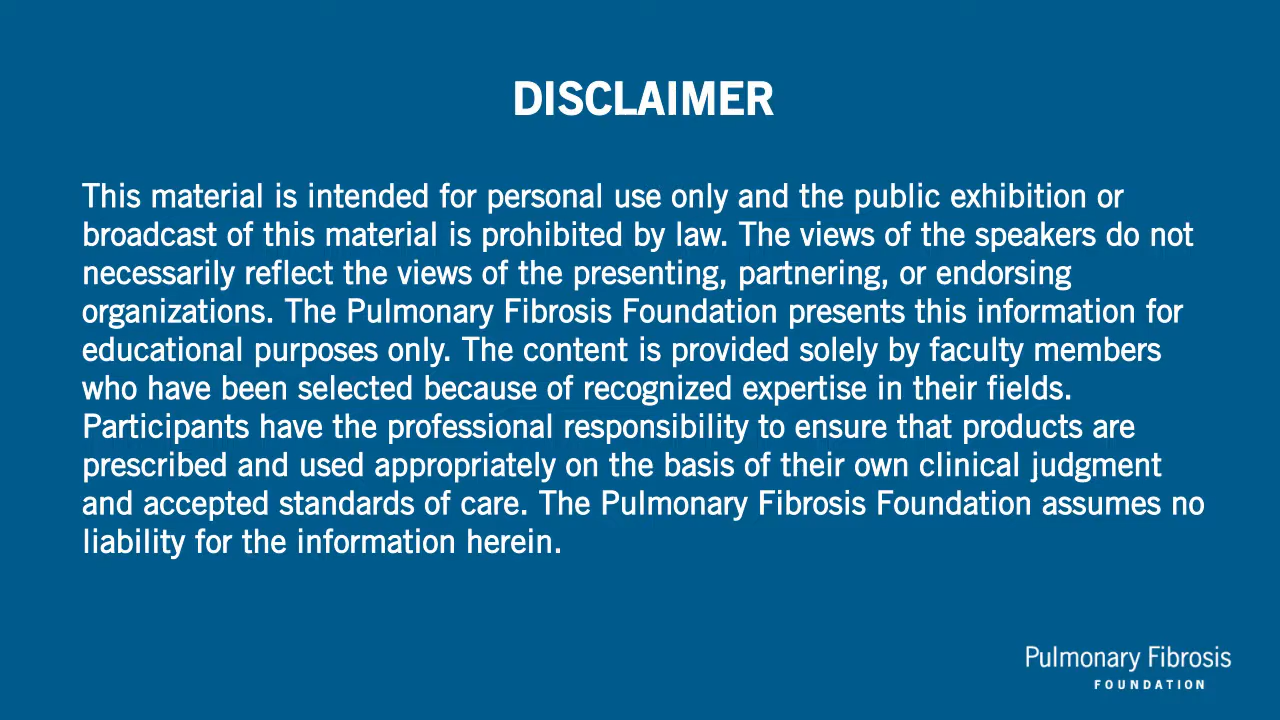 DISCLAIMER
This material is intended for personal use only and the public exhibition or
broadcast of this material is prohibited by law. The views of the speakers do not
necessarily reflect the views of the presenting, partnering, or endorsing
organizations. The Pulmonary Fibrosis Foundation presents this information for
educational purposes only. The content is provided solely by faculty members
who have been selected because of recognized expertise in their fields.
Participants have the professional responsibility to ensure that products are
prescribed and used appropriately on the basis of their own clinical judgment
and accepted standards of care. The Pulmonary Fibrosis Foundation assumes no
liability for the information herein.
Pulmonary Fibrosis
FOUNDATION